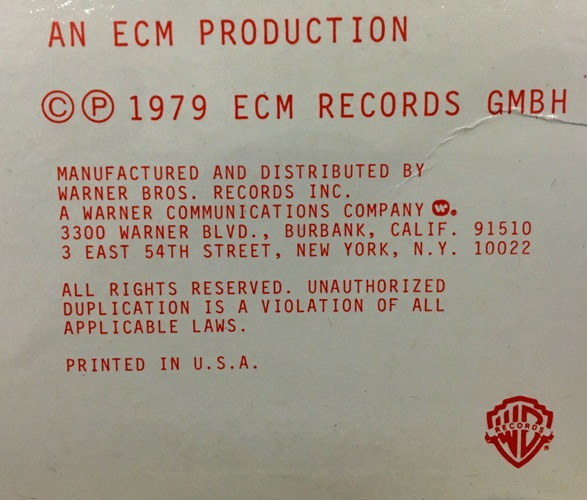 AN ECM PRODUCTION
© ℗ 1979 ECM RECORDS GMBH
MANUFACTURED AND DISTRIBUTED BY
WARNER BROS. RECORDS INC.
A WARNER COMMUNICATIONS COMPANY W.
3300 WARNER BLVD., BURBANK, CALIF. 91510
3 EAST 54TH STREET, NEW YORK, N.Y. 10022
ALL RIGHTS RESERVED. UNAUTHORIZED
DUPLICATION IS A VIOLATION OF ALL
APPLICABLE LAWS.
PRINTED IN U.S.A.
WB RECORDS ®